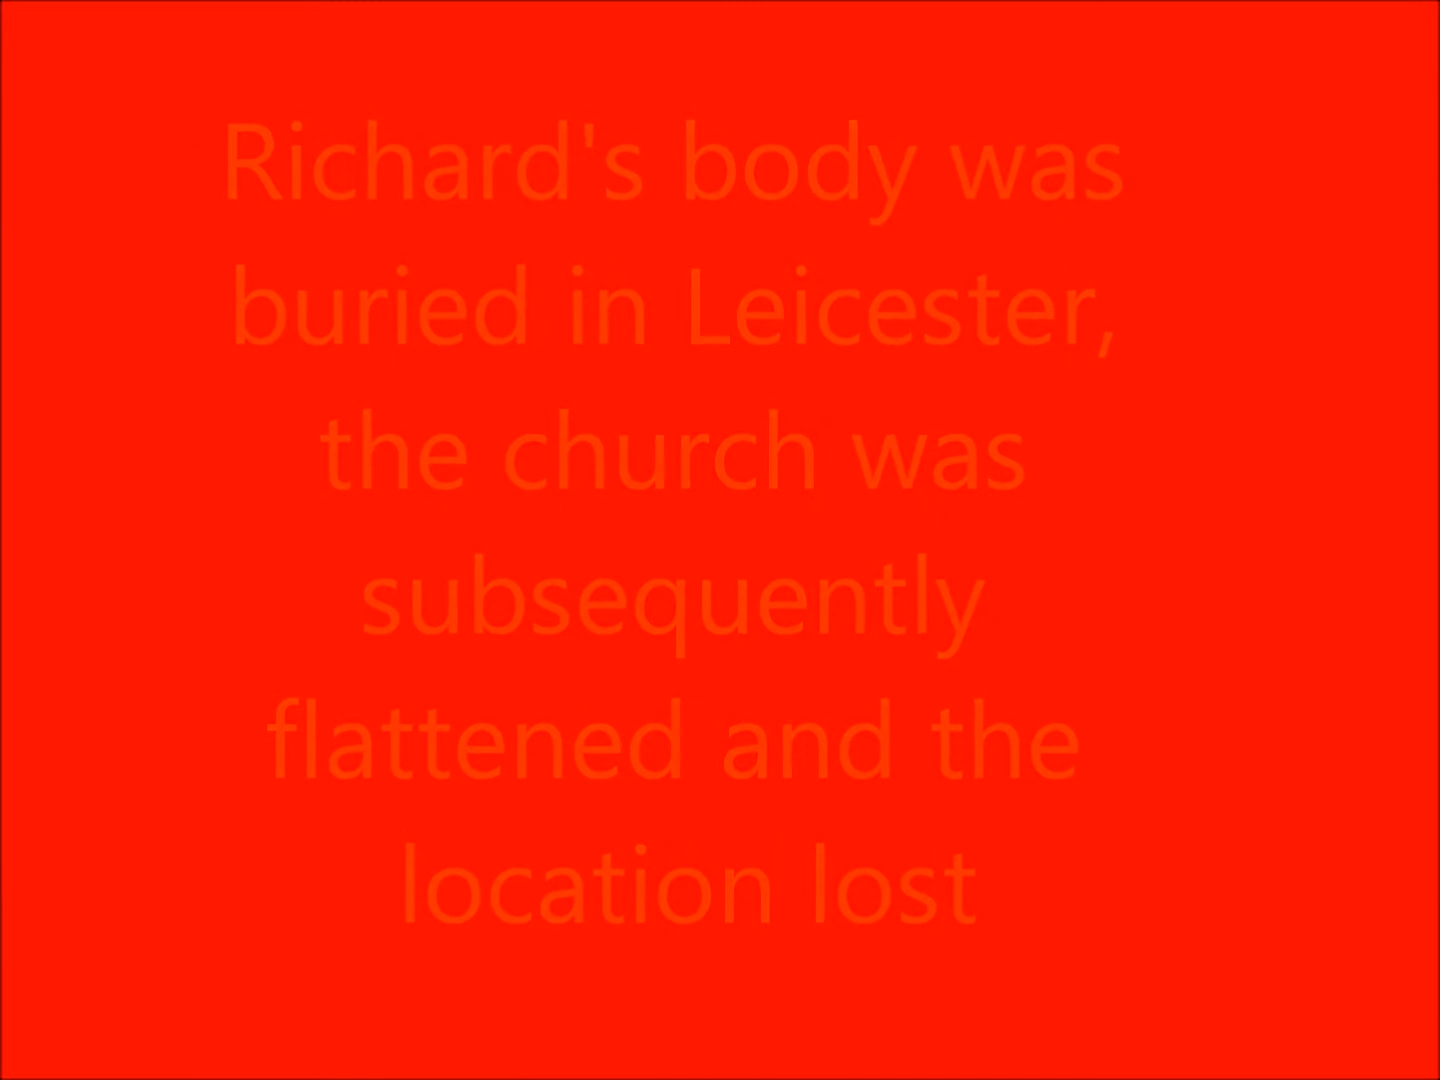 Richard's body was
buried in Leicester,
the church was
subsequently
flattened and the
location lost